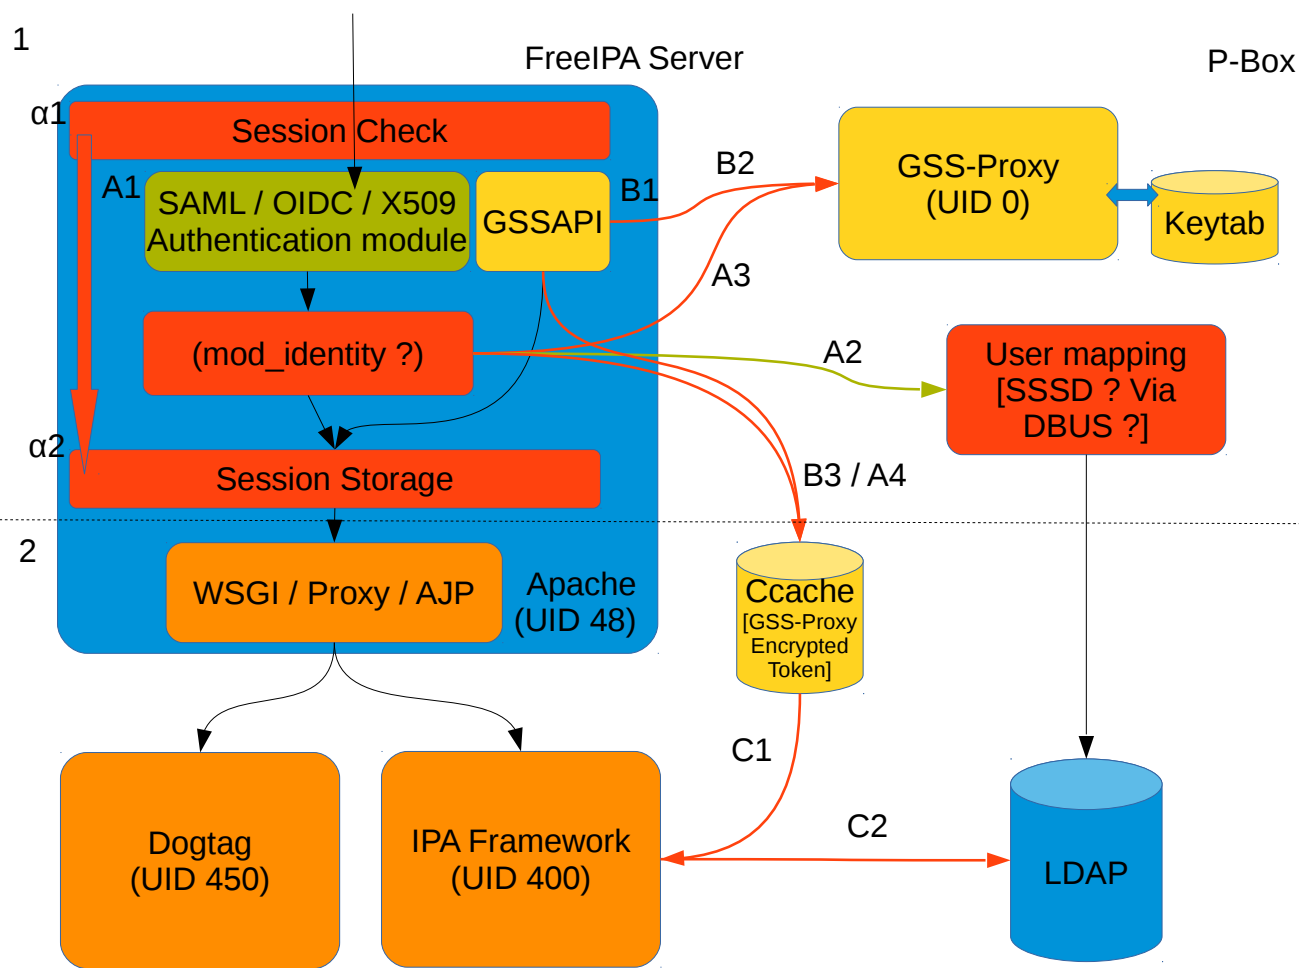 1
FreeIPA Server
P-Box
α1
Session Check
A1
SAML / OIDC / X509
Authentication module
GSSAPI
B1
B2
GSS-Proxy
(UID 0)
Keytab
A3
(mod_identity ?)
A2
User mapping
[SSSD ? Via
DBUS ?]
α2
Session Storage
B3 / A4
2
WSGI / Proxy / AJP
Apache
(UID 48)
Ccache
[GSS-Proxy
Encrypted
Token]
C1
Dogtag
(UID 450)
IPA Framework
(UID 400)
C2
LDAP